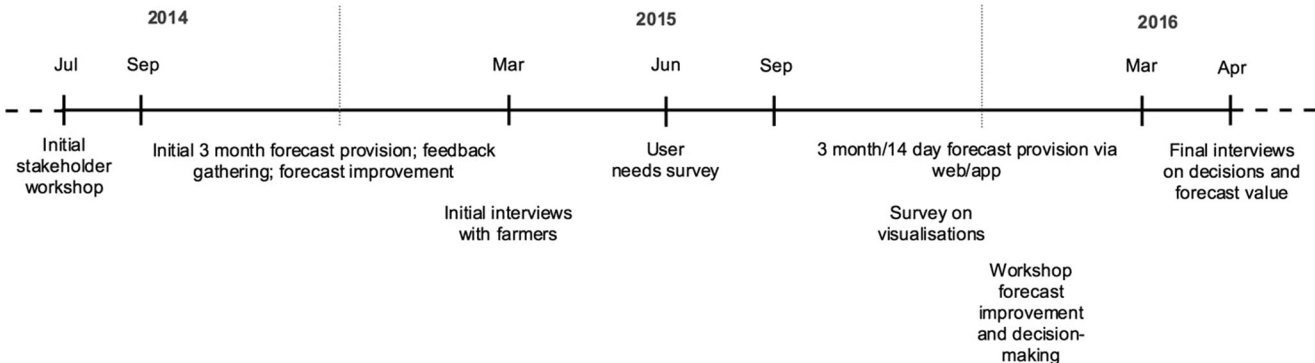 2014
2015
2016
Jul
Sep
Mar
Jun
Sep
Mar
Apr
Initial
stakeholder
workshop
Initial 3 month forecast provision; feedback
gathering; forecast improvement
Initial interviews
with farmers
User
needs survey
3 month/14 day forecast provision via
web/app
Survey on
visualisations
Workshop
forecast
improvement
and decision-
making
Final interviews
on decisions and
forecast value